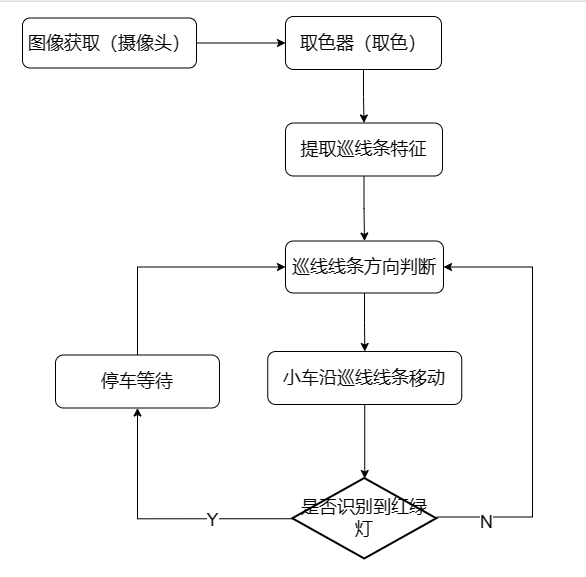 图像获取（摄像头）
取色器（取色）
提取巡线条特征
巡线线条方向判断
停车等待
小车沿巡线线条移动
是否识别到红绿
灯
Y
N